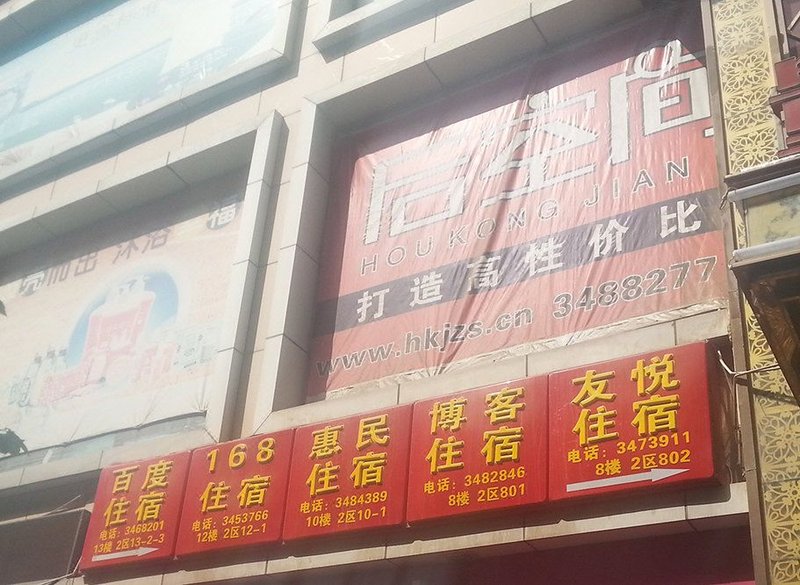 后空间
HOU KONG JIAN
打造高性价比
www.hkjzs.cn 3488277
沐浴 福
百度
住宿
电话：3468201
13楼 2区13-2-3
168
住宿
电话：3453766
12楼 2区12-1
惠民
住宿
电话：3484389
10楼 2区10-1
博客
住宿
电话：3482846
8楼 2区801
友悦
住宿
电话：3473911
8楼 2区802